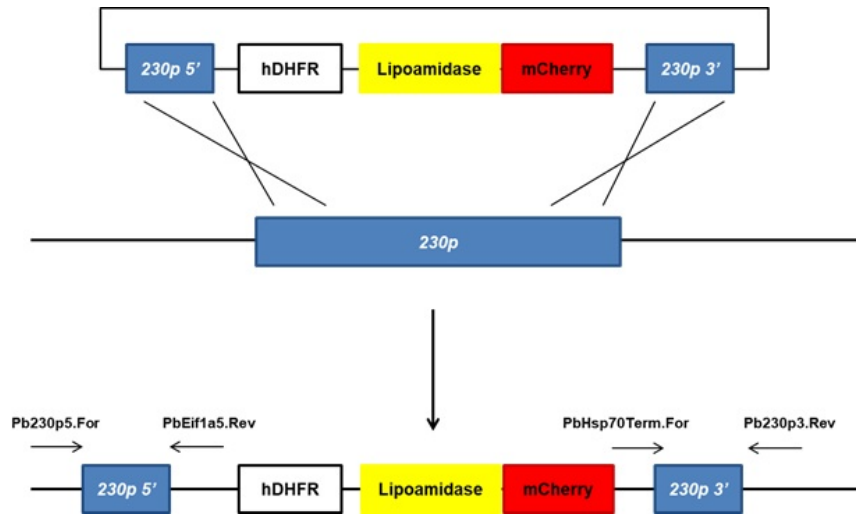 230p 5’ hDHFR Lipoamidase mCherry 230p 3’
230p
Pb230p5.For PbEif1a5.Rev PbHsp70Term.For Pb230p3.Rev
230p 5’ hDHFR Lipoamidase mCherry 230p 3’